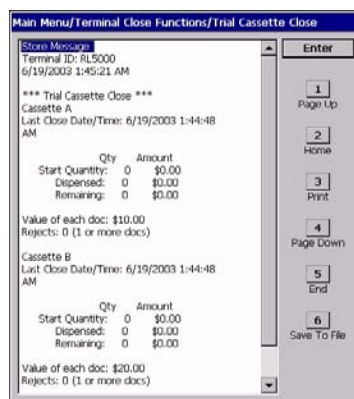 Main Menu/Terminal Close Functions/Trial Cassette Close
Store Message
Terminal ID: RL5000
6/19/2003 1:45:21 AM
*** Trial Cassette Close ***
Cassette A
Last Close Date/Time: 6/19/2003 1:44:48
AM
Qty Amount
Start Quantity: 0 $0.00
Dispensed: 0 $0.00
Remaining: 0 $0.00
Value of each doc: $10.00
Rejects: 0 (1 or more docs)
Cassette B
Last Close Date/Time: 6/19/2003 1:44:48
AM
Qty Amount
Start Quantity: 0 $0.00
Dispensed: 0 $0.00
Remaining: 0 $0.00
Value of each doc: $20.00
Rejects: 0 (1 or more docs)
Enter
1
Page Up
2
Home
3
Print
4
Page Down
5
End
6
Save To File